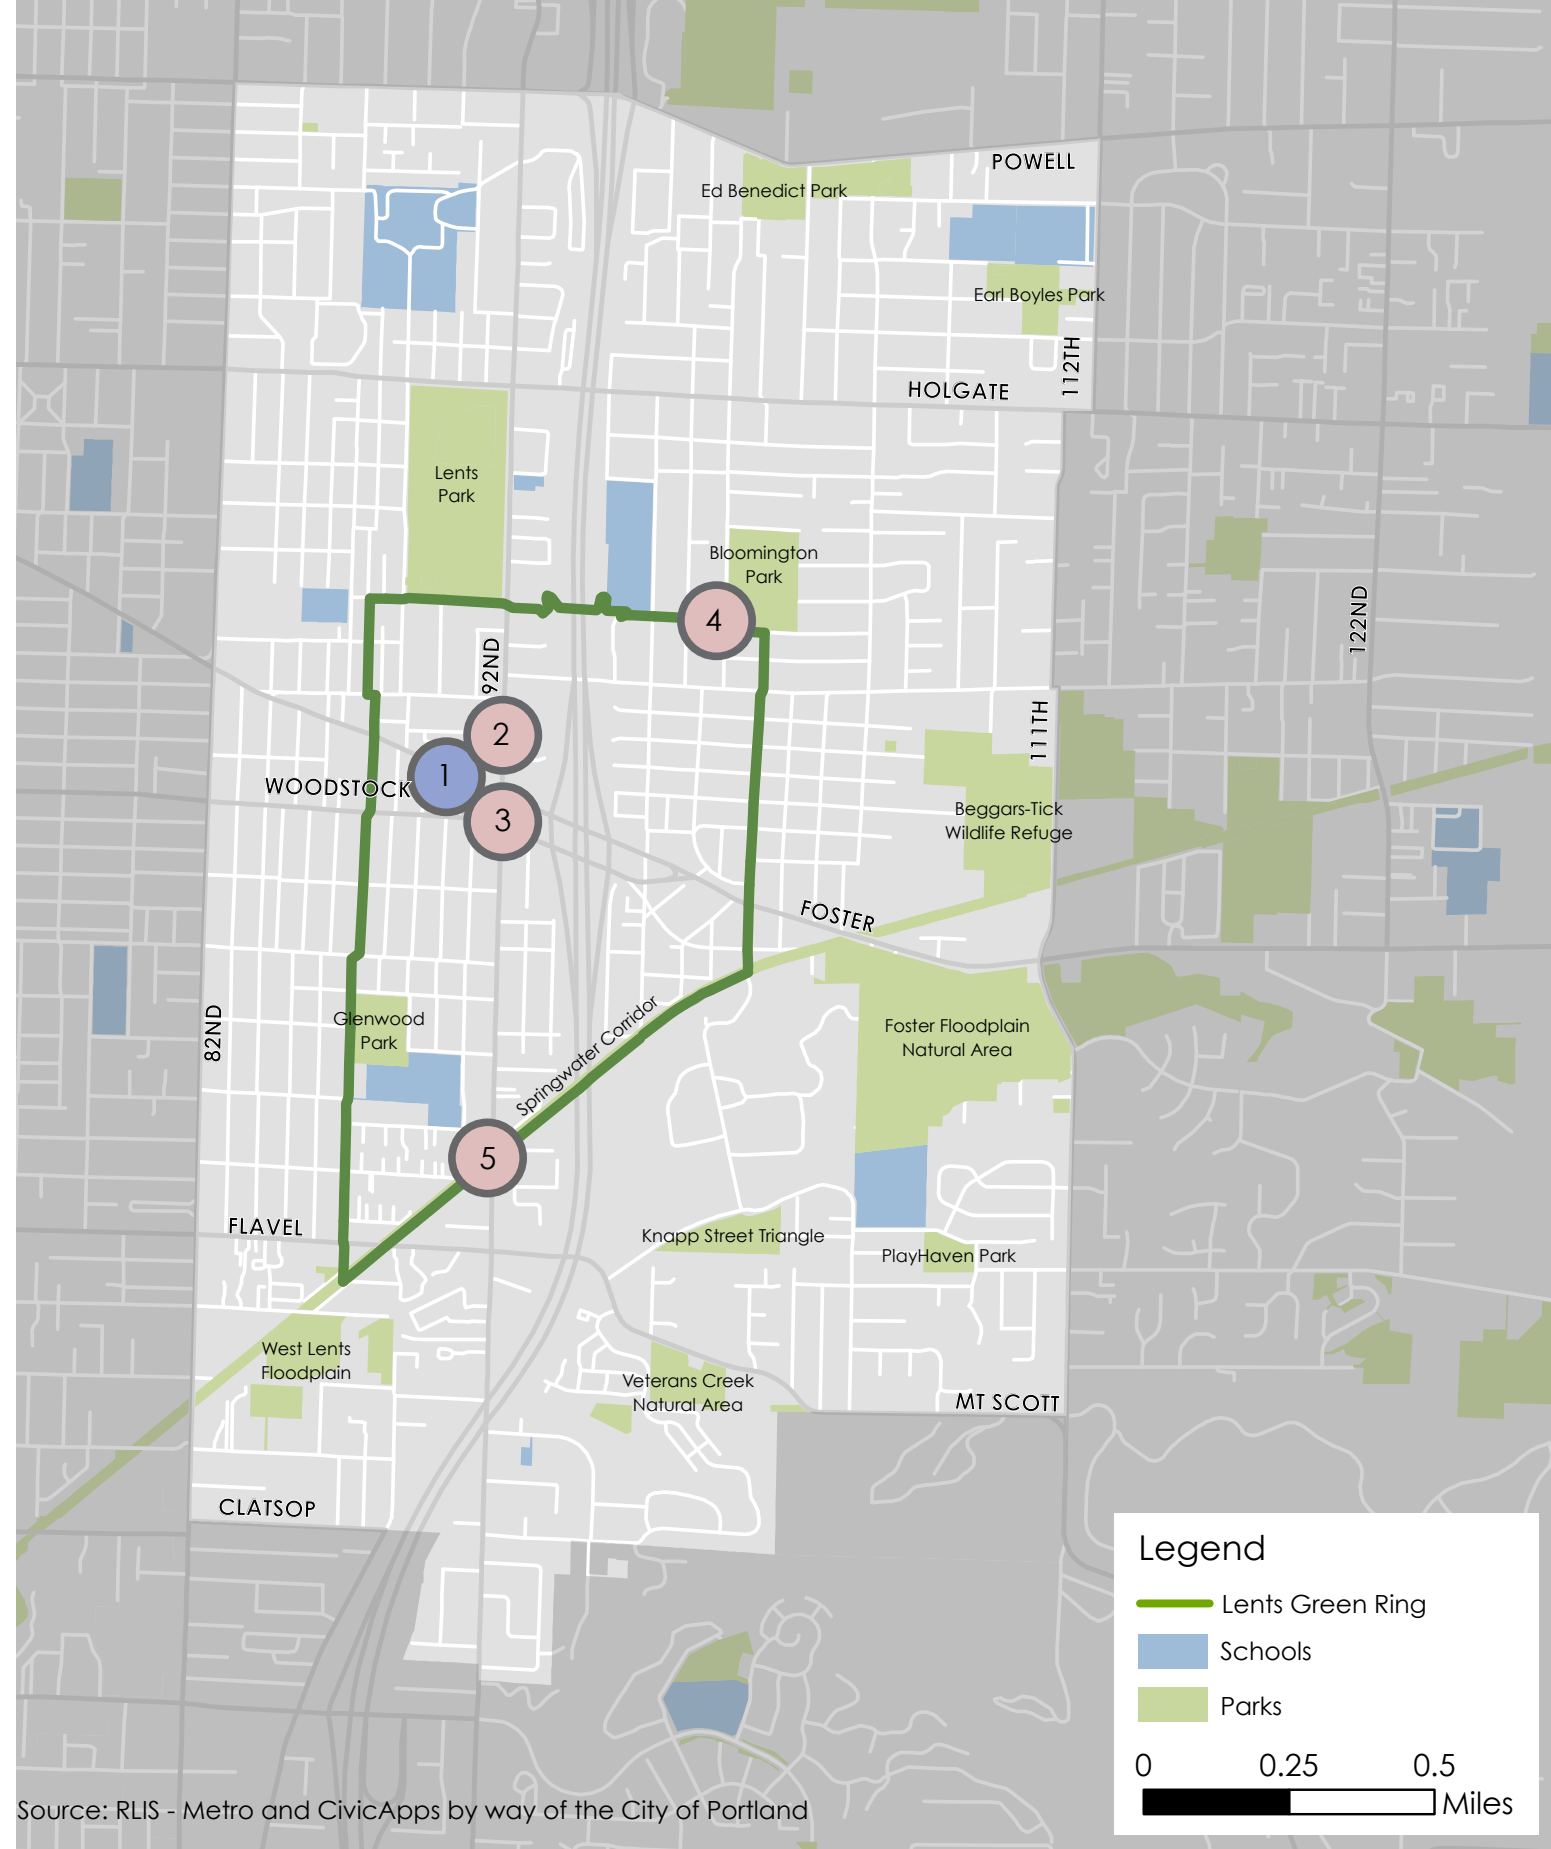 POWELL
Ed Benedict Park
Earl Boyles Park
112TH
HOLGATE
Lents
Park
Bloomington
Park
4
122ND
92ND
2
111TH
1
WOODSTOCK
3
Beggars-Tick
Wildlife Refuge
FOSTER
Springwater Corridor
82ND
Glenwood
Park
Foster Floodplain
Natural Area
5
FLAVEL
Knapp Street Triangle
PlayHaven Park
West Lents
Floodplain
Veterans Creek
Natural Area
MT SCOTT
CLATSOP
Legend
Lents Green Ring
Schools
Parks
0 0.25 0.5
Miles
Source: RLIS - Metro and CivicApps by way of the City of Portland